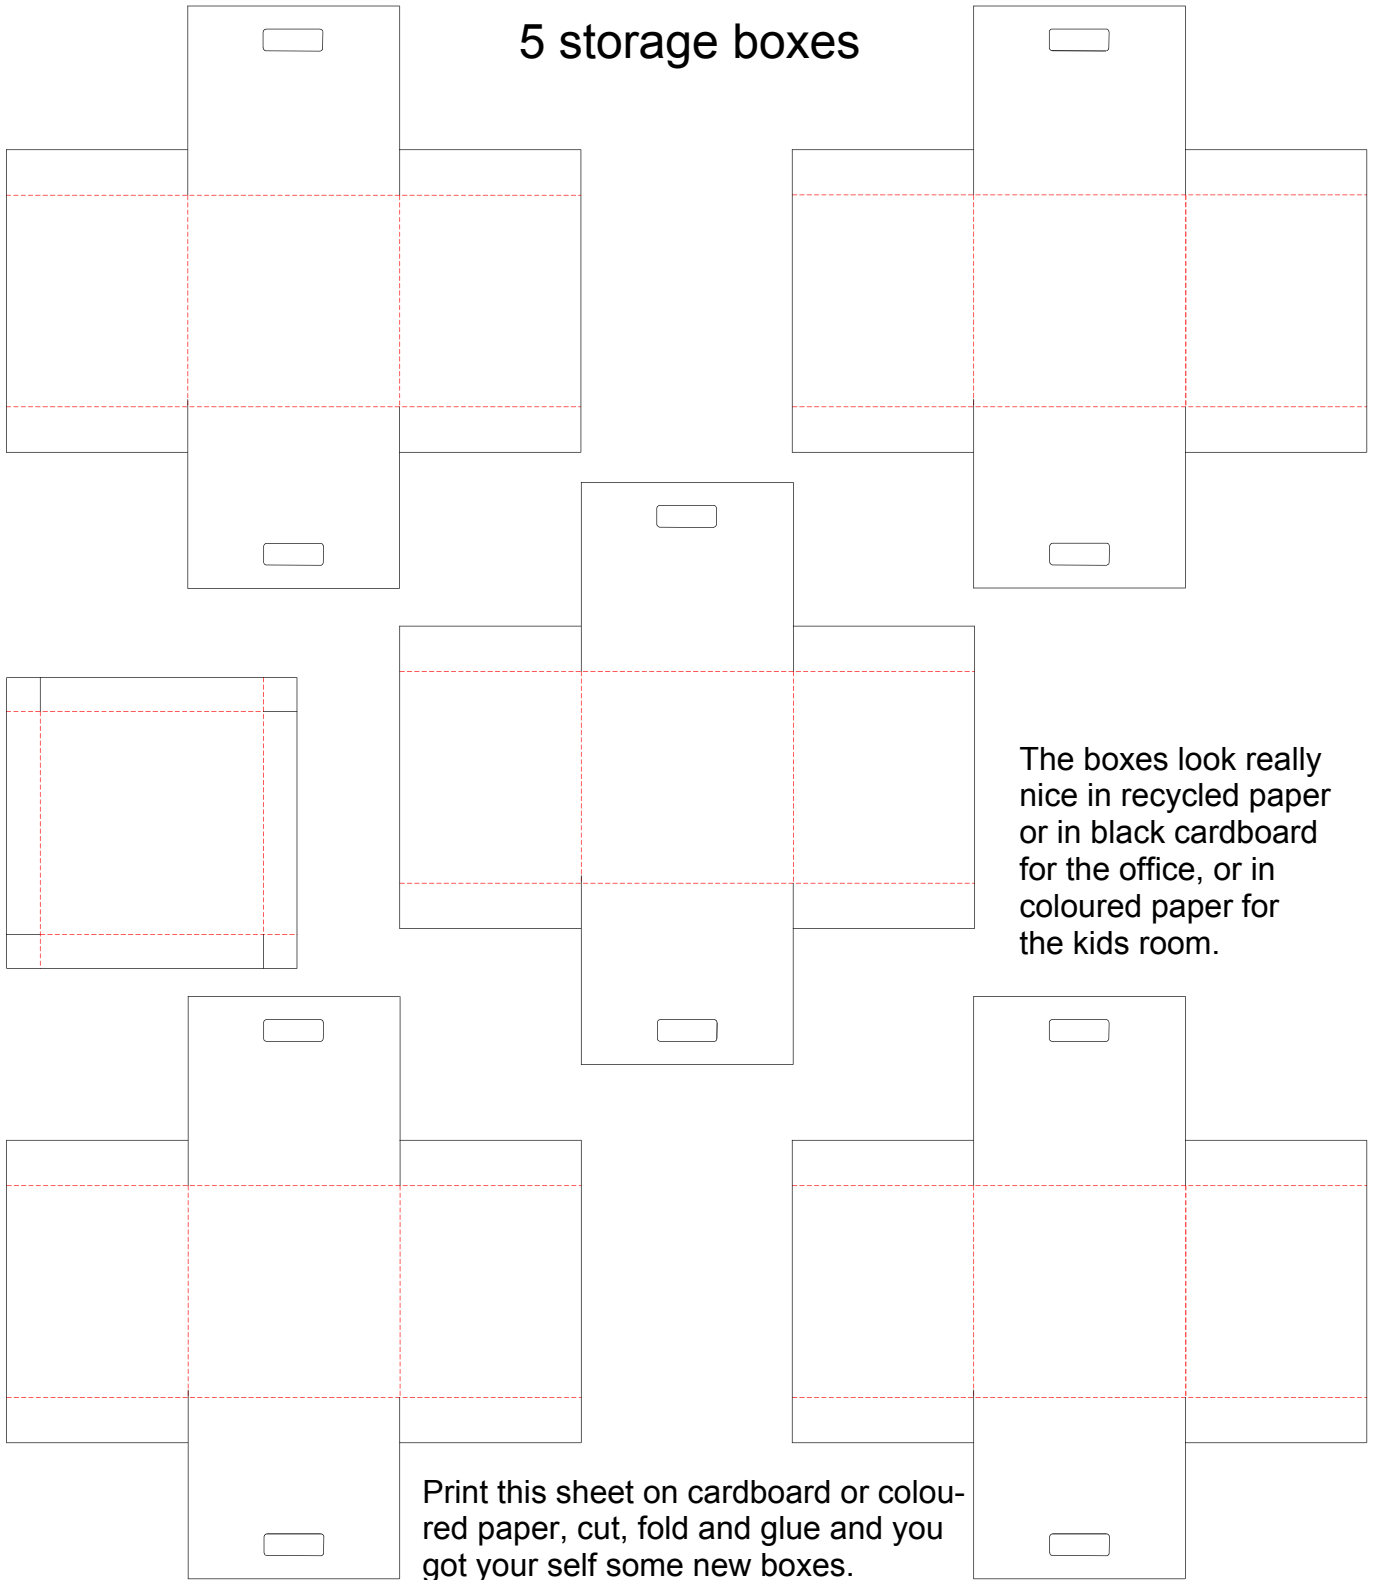 5 storage boxes
The boxes look really
nice in recycled paper
or in black cardboard
for the office, or in
coloured paper for
the kids room.
Print this sheet on cardboard or colou-
red paper, cut, fold and glue and you
got your self some new boxes.